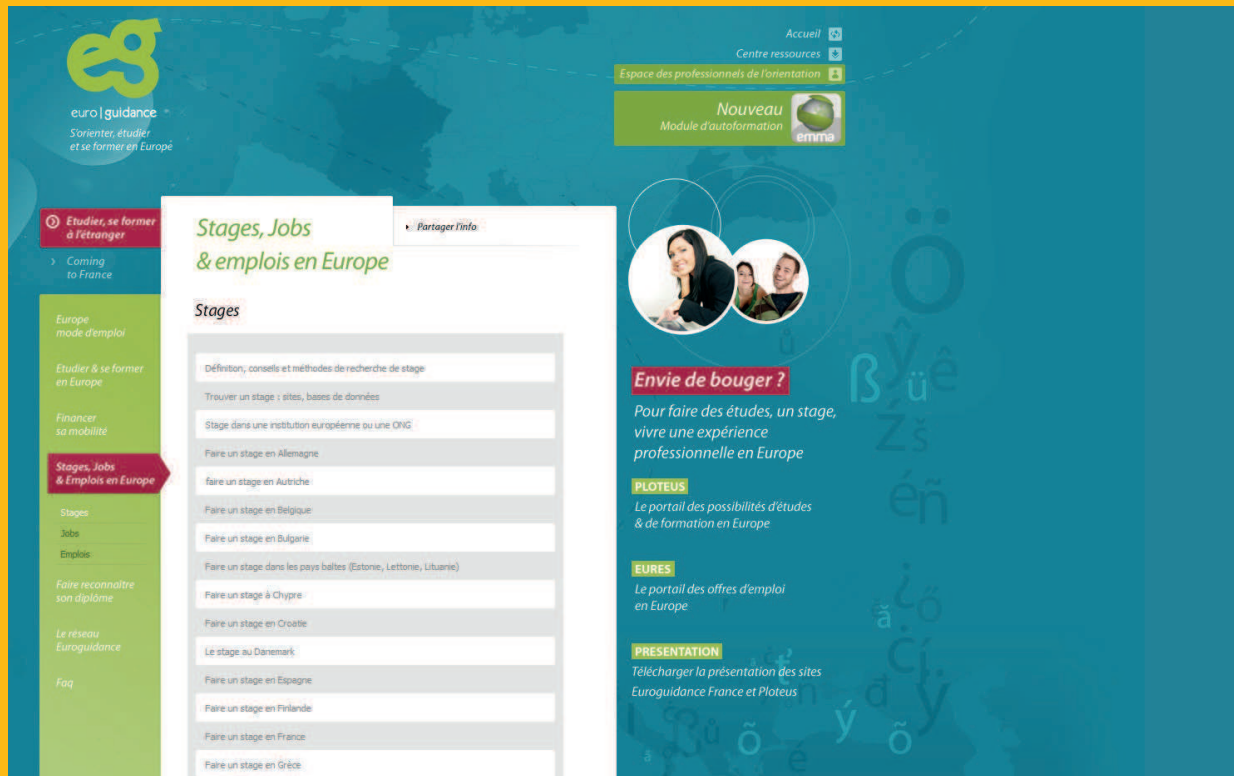 eg
euro|guidance
S'orienter, étudier
et se former en Europe
Accueil
Centre ressources
Espace des professionnels de l'orientation
Nouveau
Module d'autoformation
emma
Etudier, se former
à l'étranger
Coming
to France
Europe
mode d'emploi
Etudier & se former
en Europe
Financer
sa mobilité
Stages, Jobs
& Emplois en Europe
Stages
Jobs
Emplois
Faire reconnaître
son diplôme
Le réseau
Euroguidance
Faq
Stages, Jobs
& emplois en Europe
Partager l'info
Stages
Définition, conseils et méthodes de recherche de stage
Trouver un stage : sites, bases de données
Stage dans une institution européenne ou une ONG
Faire un stage en Allemagne
faire un stage en Autriche
Faire un stage en Belgique
Faire un stage en Bulgarie
Faire un stage dans les pays baltes (Estonie, Lettonie, Lituanie)
Faire un stage à Chypre
Faire un stage en Croatie
Le stage au Danemark
Faire un stage en Espagne
Faire un stage en Finlande
Faire un stage en France
Faire un stage en Grèce
Envie de bouger ?
Pour faire des études, un stage,
vivre une expérience
professionnelle en Europe
PLOTEUS
Le portail des possibilités d'études
& de formation en Europe
EURES
Le portail des offres d'emploi
en Europe
PRESENTATION
Télécharger la présentation des sites
Euroguidance France et Ploteus